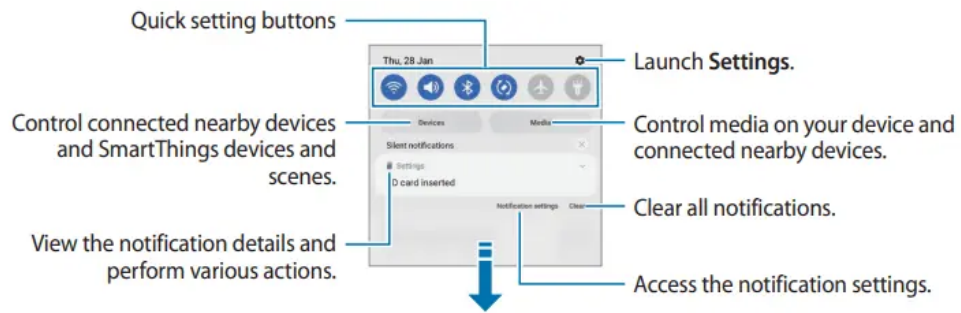 Quick setting buttons
Thu, 28 Jan
Launch Settings.
Control connected nearby devices
and SmartThings devices and
scenes.
Devices
Media
Control media on your device and
connected nearby devices.
Silent notifications
Settings
D card inserted
Notification settings
Clear
Clear all notifications.
View the notification details and
perform various actions.
Access the notification settings.